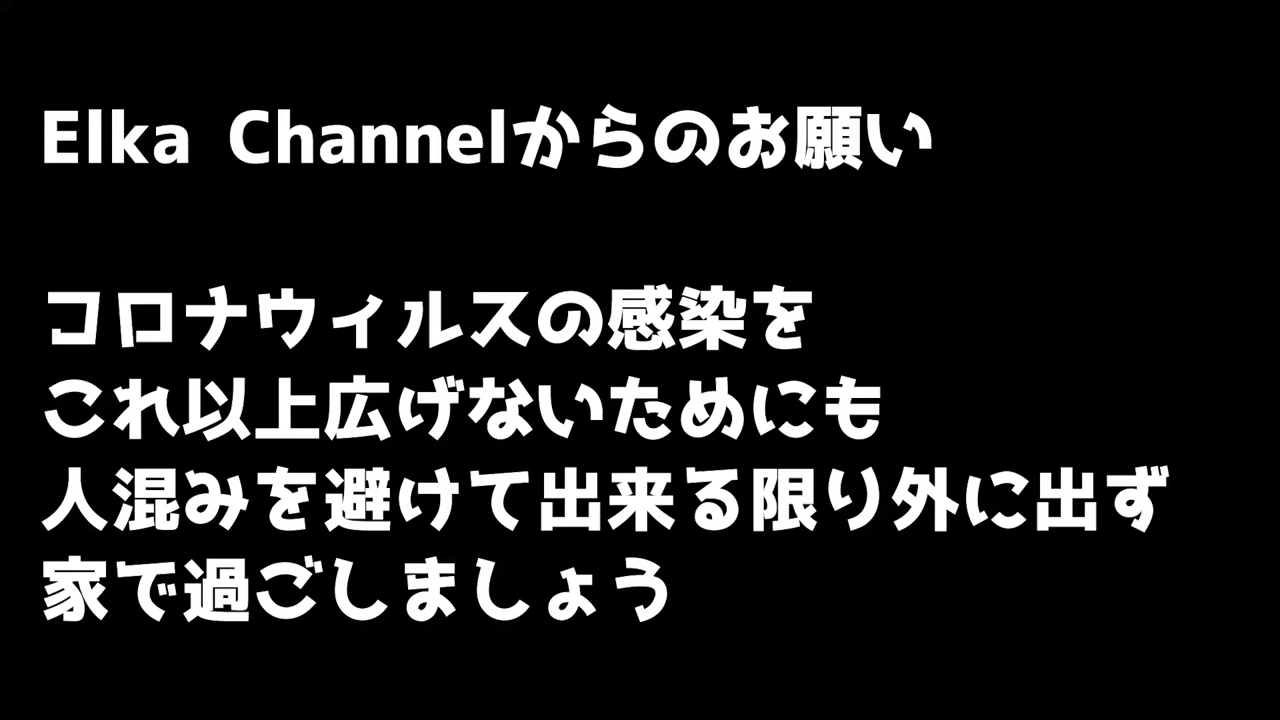 Elka Channelからのお願い
コロナウィルスの感染を
これ以上広げないためにも
人混みを避けて出来る限り外に出ず
家で過ごしましょう